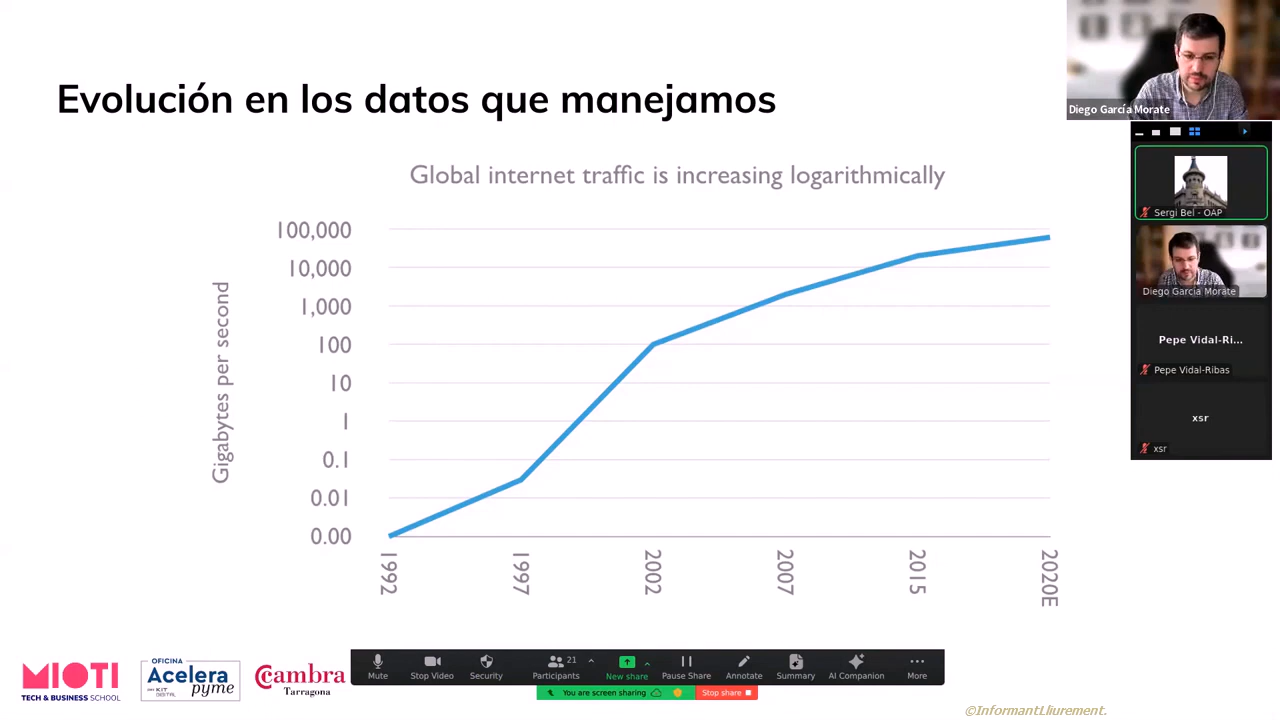 Evolución en los datos que manejamos
Global internet traffic is increasing logarithmically
Gigabytes per second
100,000
10,000
1,000
100
10
1
0.1
0.01
0.00
1992
1997
2002
2007
2015
2020E
Diego García Morate
Sergi Bel - OAP
Diego García Morate
Pepe Vidal-Ri...
Pepe Vidal-Ribas
xsr
xsr
MIOTI
TECH & BUSINESS SCHOOL
OFICINA
Acelera
pyme
KIT
DIGITAL
Cambra
Tarragona
Mute
Stop Video
Security
21
Participants
New share
Pause Share
Annotate
Summary
AI Companion
More
You are screen sharing
Stop share
©InformantLliurement.